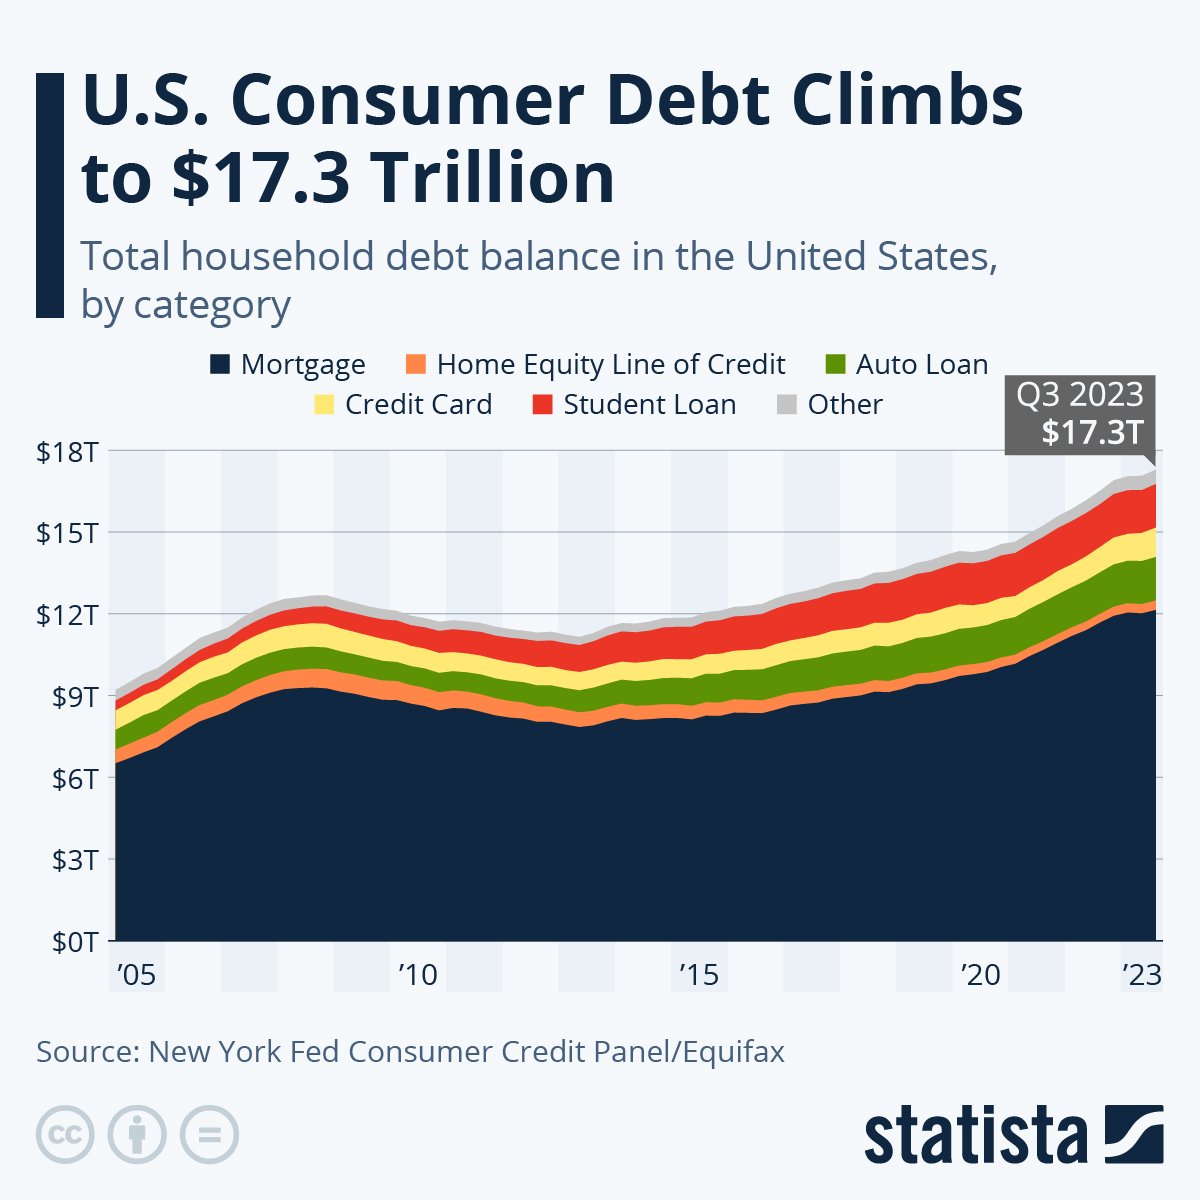 U.S. Consumer Debt Climbs
to $17.3 Trillion
Total household debt balance in the United States,
by category
Mortgage Home Equity Line of Credit Auto Loan
Credit Card Student Loan Other
Q3 2023
$17.3T
$18T
$15T
$12T
$9T
$6T
$3T
$0T
’05 ’10 ’15 ’20 ’23
Source: New York Fed Consumer Credit Panel/Equifax
cc
statista